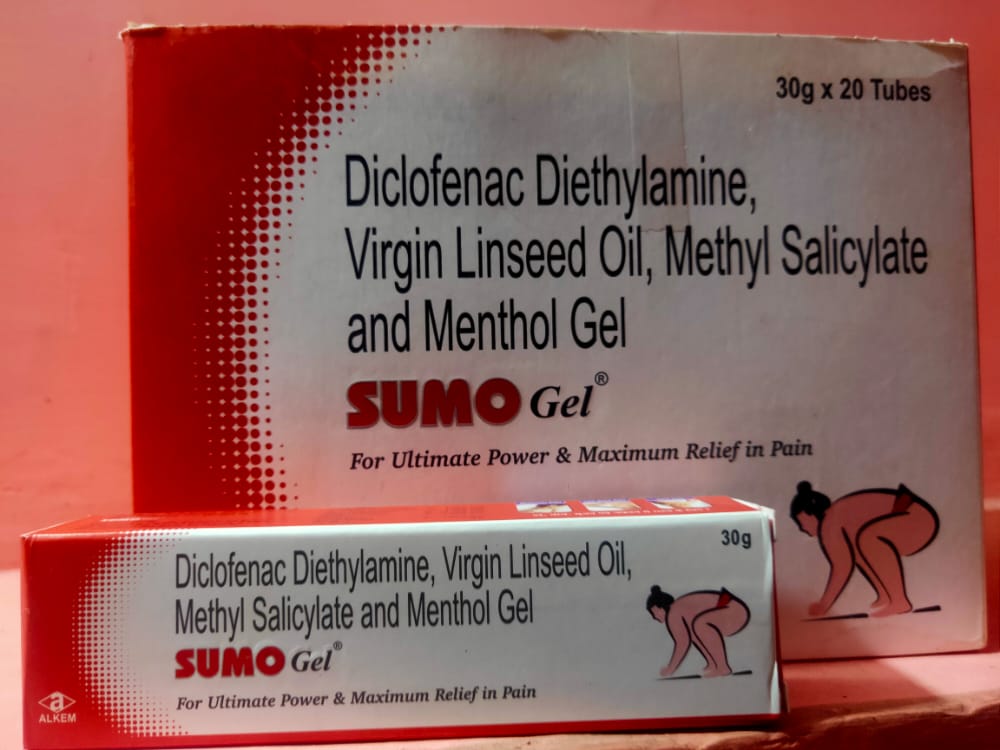 30g x 20 Tubes
Diclofenac Diethylamine,
Virgin Linseed Oil, Methyl Salicylate
and Menthol Gel
SUMO Gel®
For Ultimate Power & Maximum Relief in Pain
30g
Diclofenac Diethylamine, Virgin Linseed Oil,
Methyl Salicylate and Menthol Gel
SUMO Gel®
For Ultimate Power & Maximum Relief in Pain
a
ALKEM